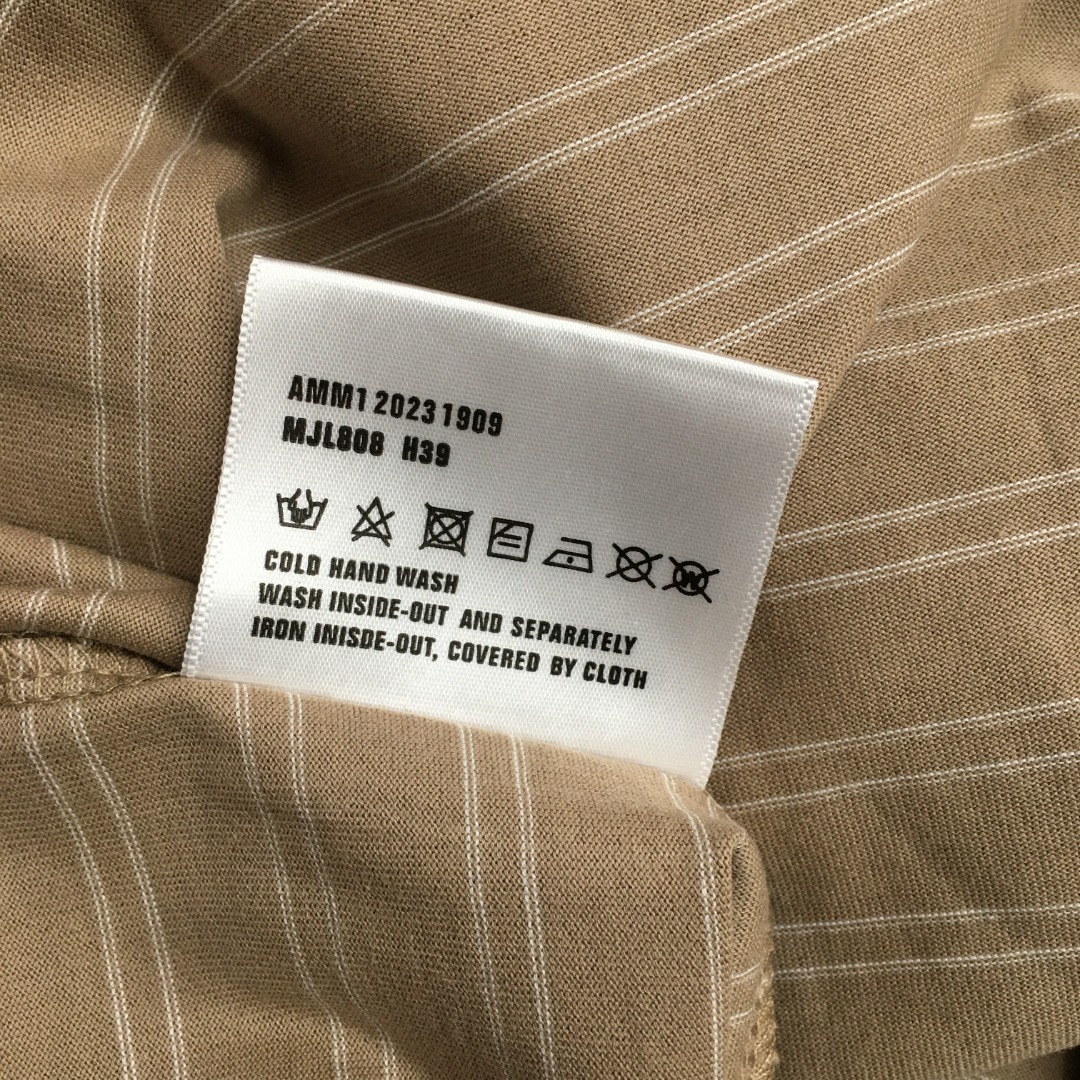 AMM120231909
MJL808 H39
W
COLD HAND WASH
WASH INSIDE-OUT AND SEPARATELY
IRON INISDE-OUT, COVERED BY CLOTH